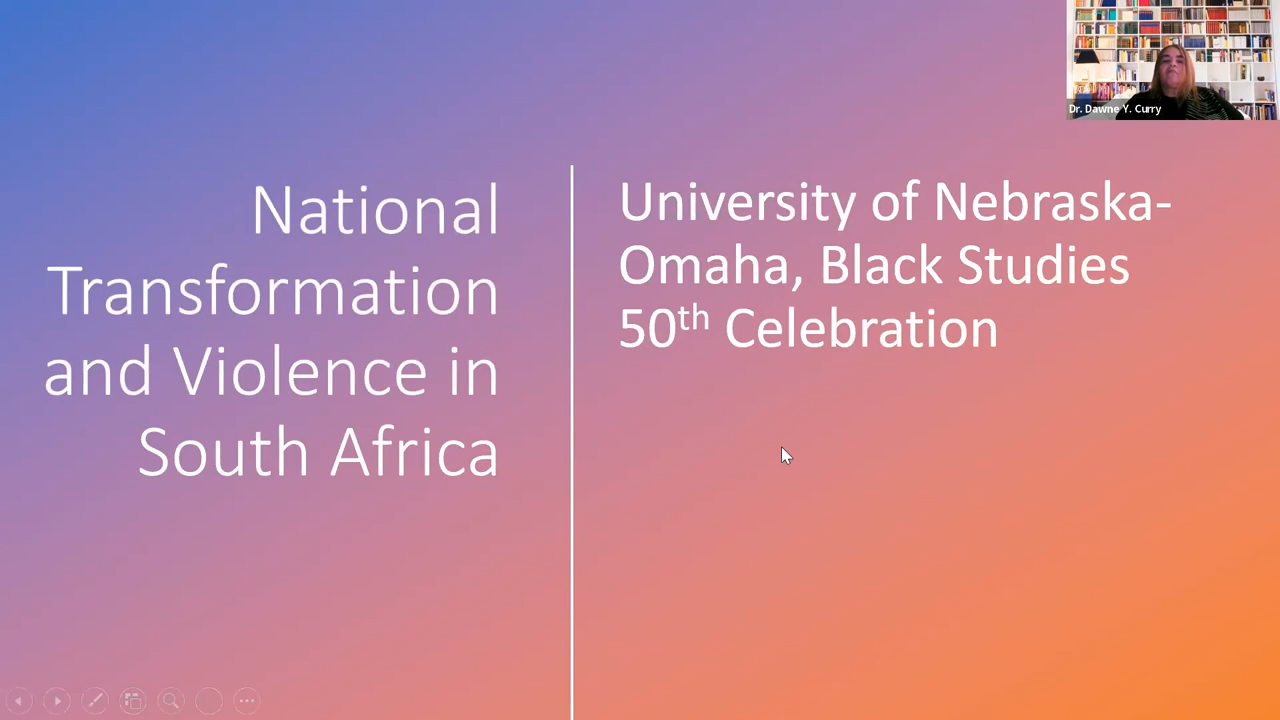 Dr. Dawne Y. Curry
National
Transformation
and Violence in
South Africa
University of Nebraska-
Omaha, Black Studies
50th Celebration